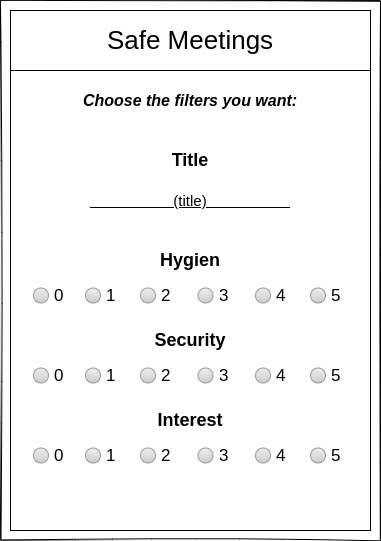 Safe Meetings
Choose the filters you want:
Title
(title)
Hygien
0 1 2 3 4 5
Security
0 1 2 3 4 5
Interest
0 1 2 3 4 5